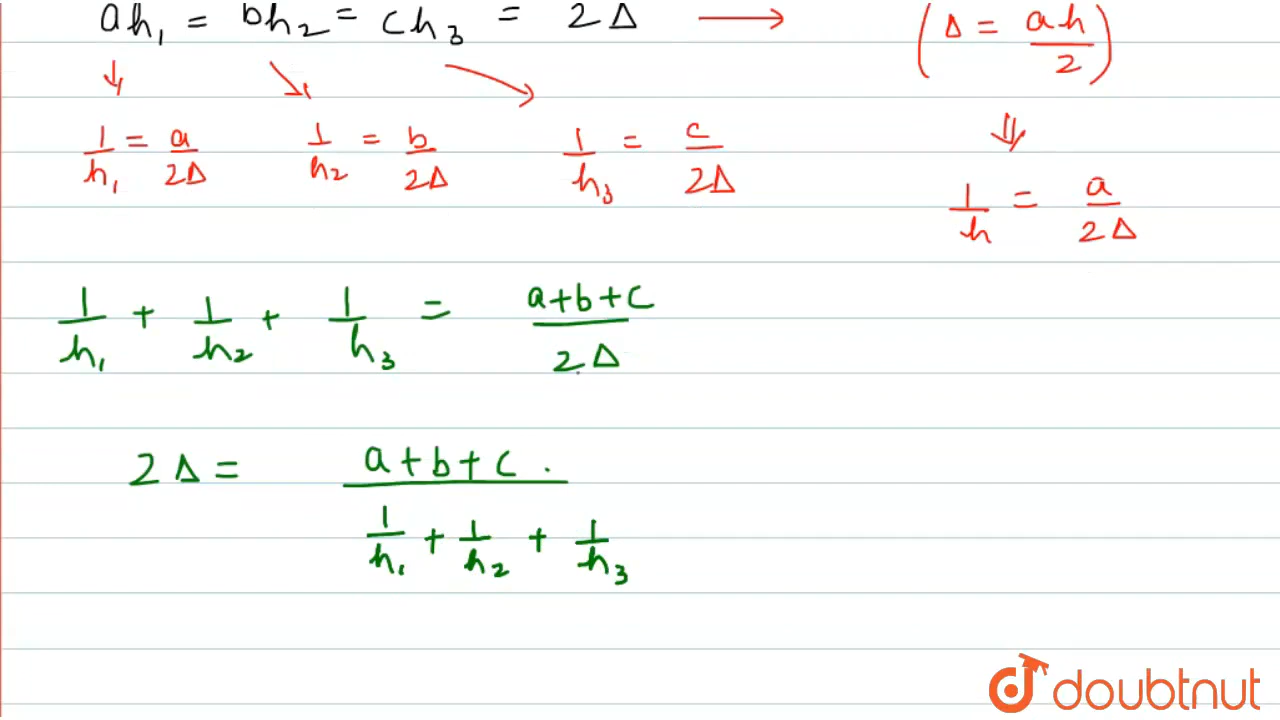 ah₁ = bh₂ = ch₃ = 2Δ ⟶ (Δ = ah/2)
↓ ↘ ↘ ⇓
1/h₁ = a/2Δ 1/h₂ = b/2Δ 1/h₃ = c/2Δ
1/h = a/2Δ
1/h₁ + 1/h₂ + 1/h₃ = a+b+c/2Δ
2Δ = a+b+c . / 1/h₁ + 1/h₂ + 1/h₃
doubtnut